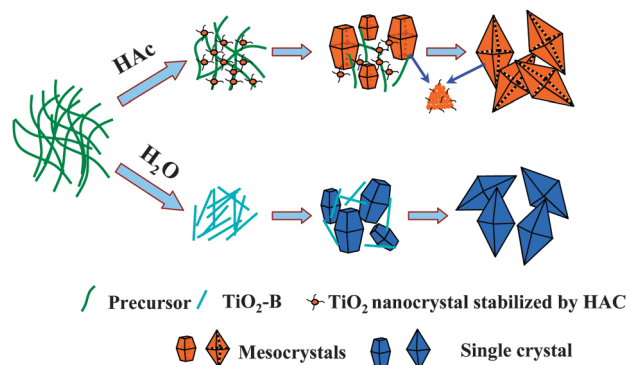 HAc
H₂O
Precursor TiO₂-B TiO₂ nanocrystal stabilized by HAC
Mesocrystals Single crystal